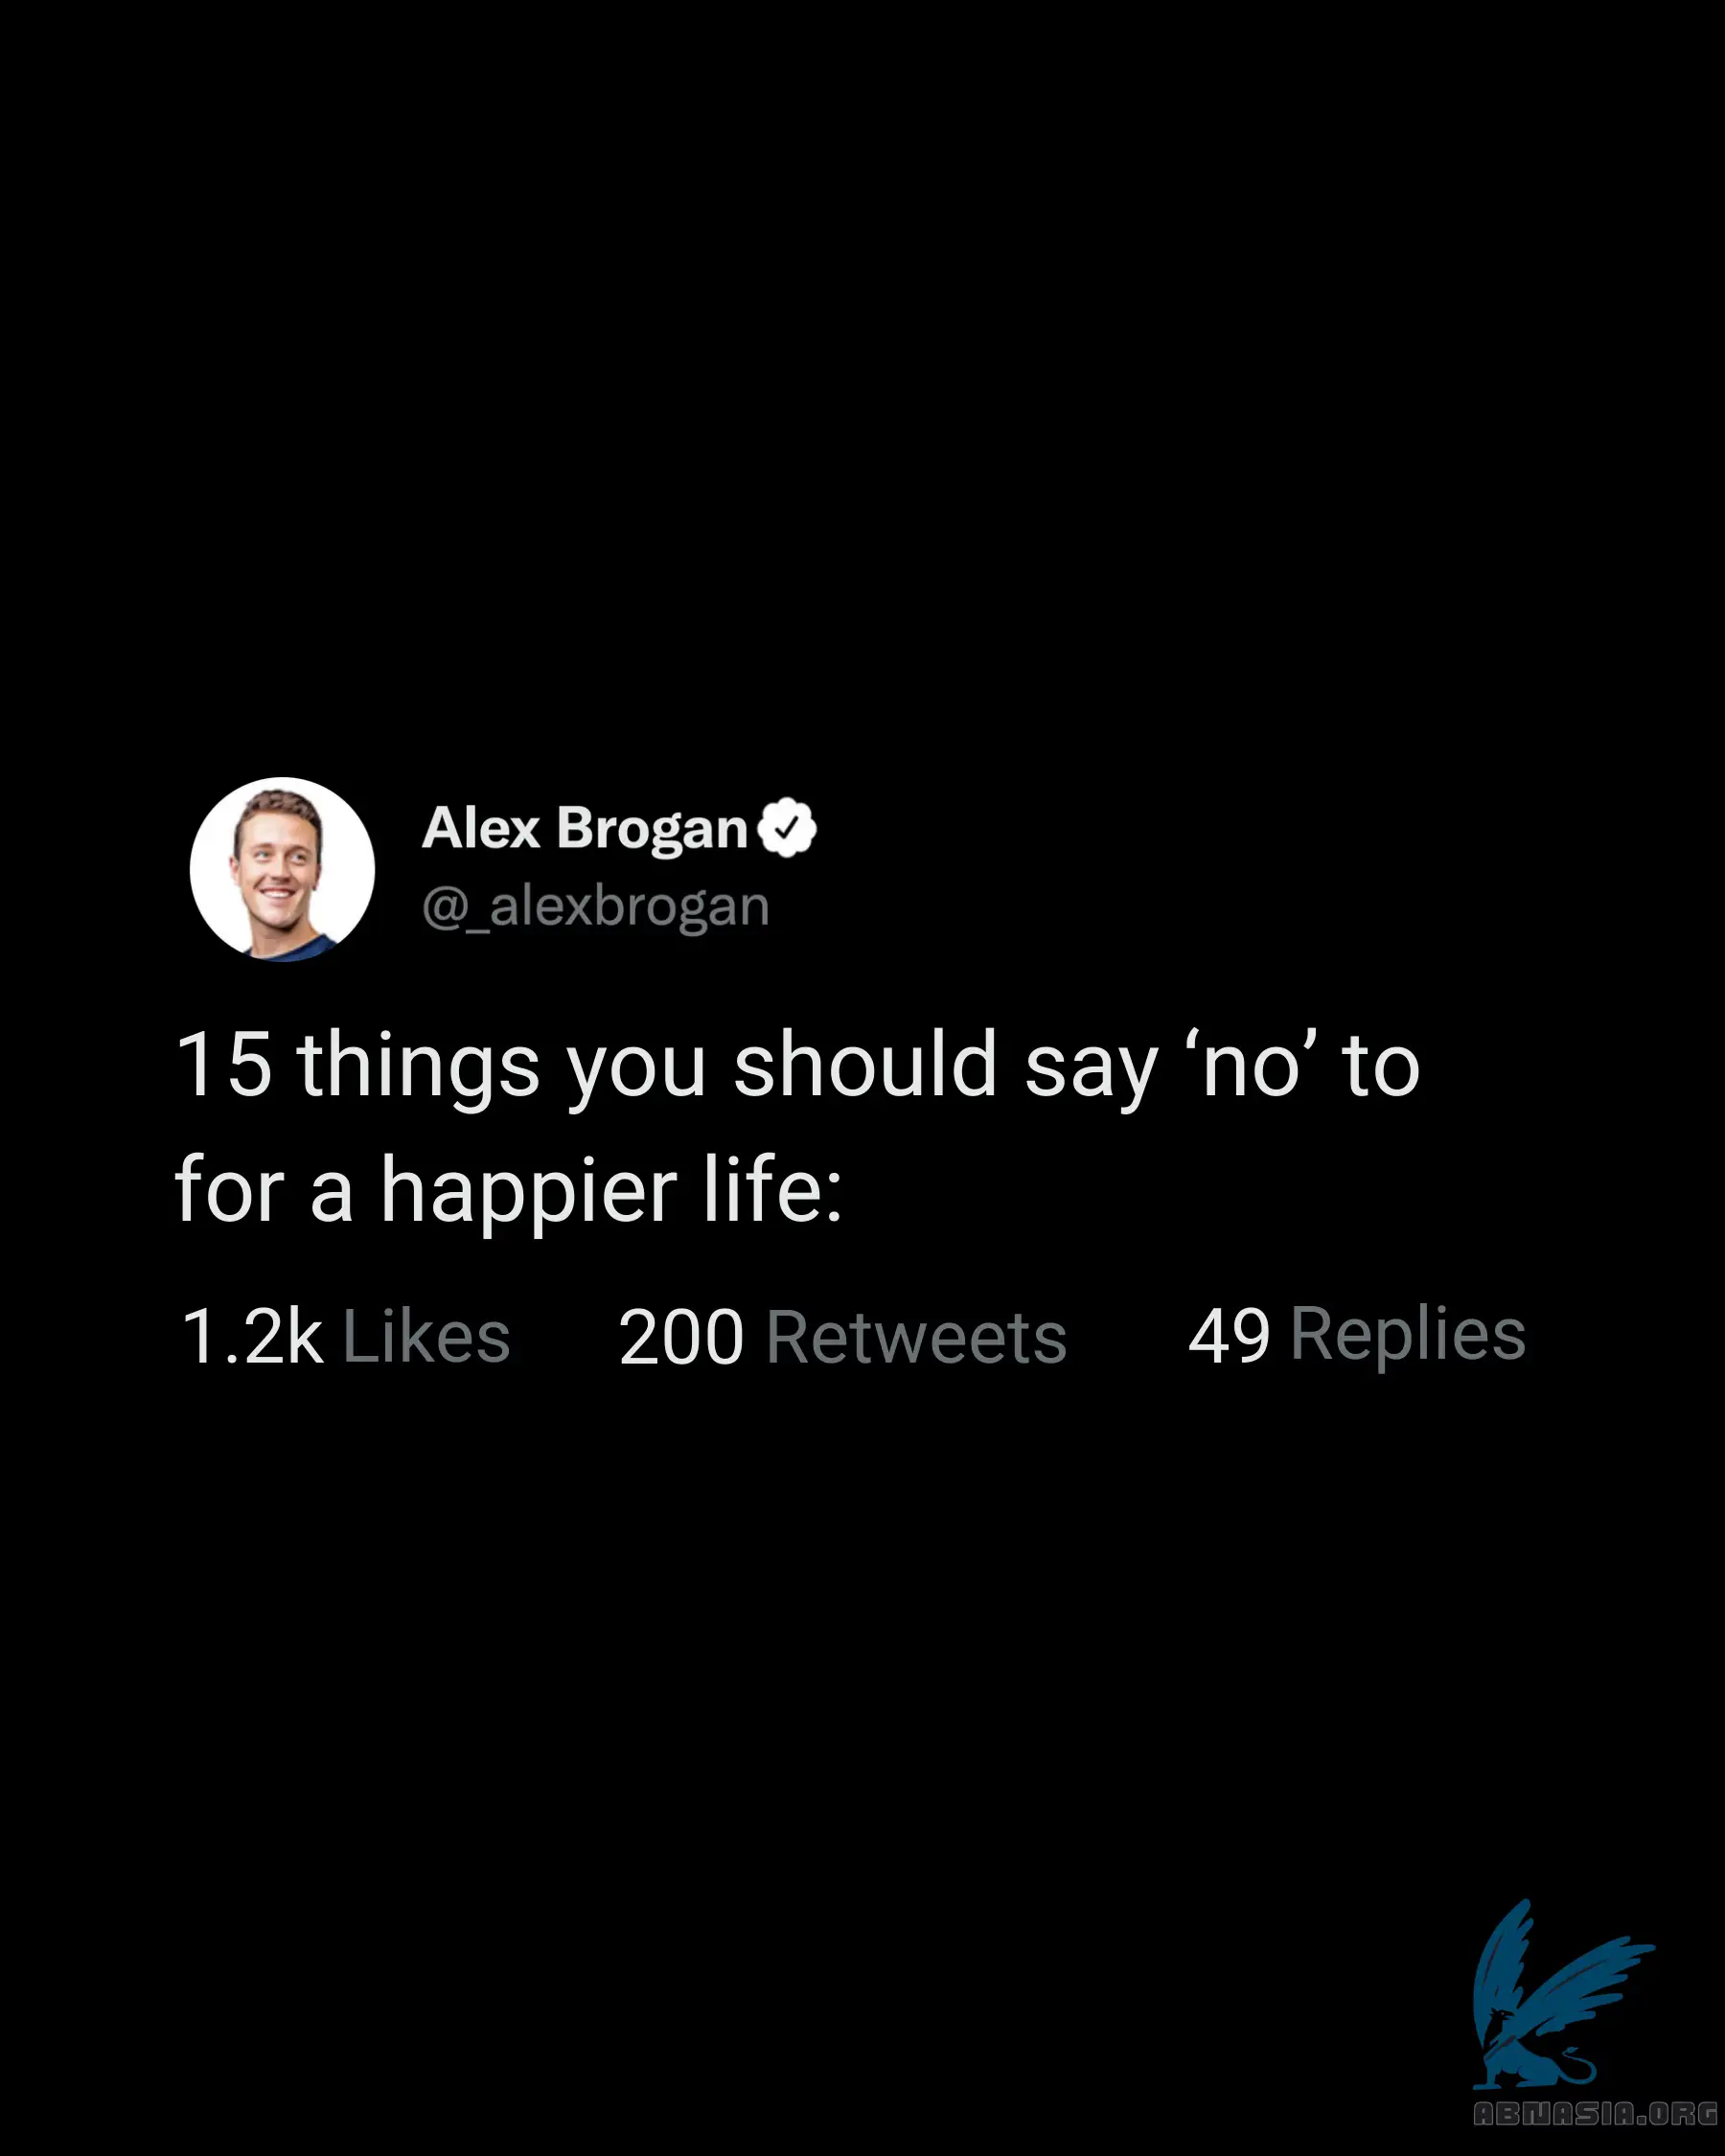 Alex Brogan
@_alexbrogan
15 things you should say ‘no’ to
for a happier life:
1.2k Likes 200 Retweets 49 Replies
ABNASIA.ORG